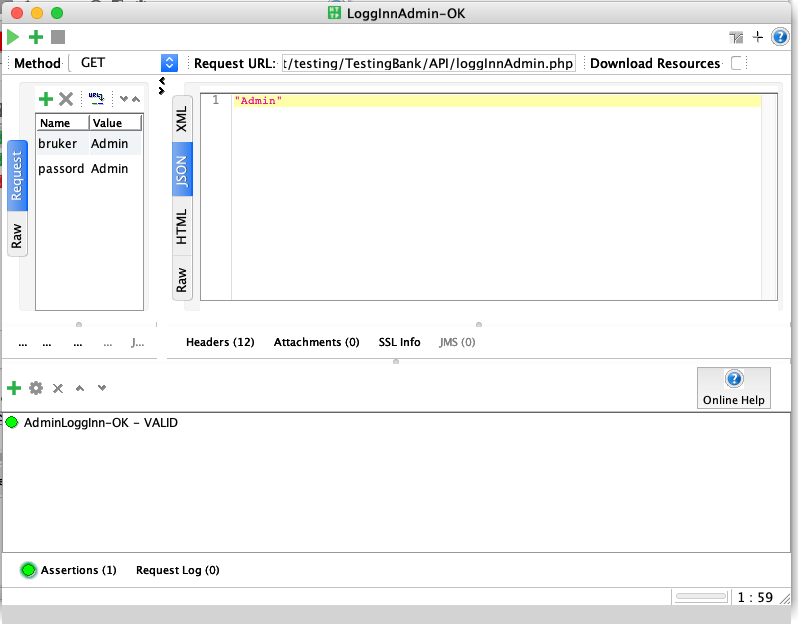 LoggInnAdmin-OK
Method GET Request URL: t/testing/TestingBank/API/loggInnAdmin.php Download Resources
Name Value
bruker Admin
passord Admin
Request
Raw
XML
JSON
HTML
Raw
1 "Admin"
... ... ... ... J...
Headers (12) Attachments (0) SSL Info JMS (0)
Online Help
AdminLoggInn-OK - VALID
Assertions (1) Request Log (0)
1 : 59